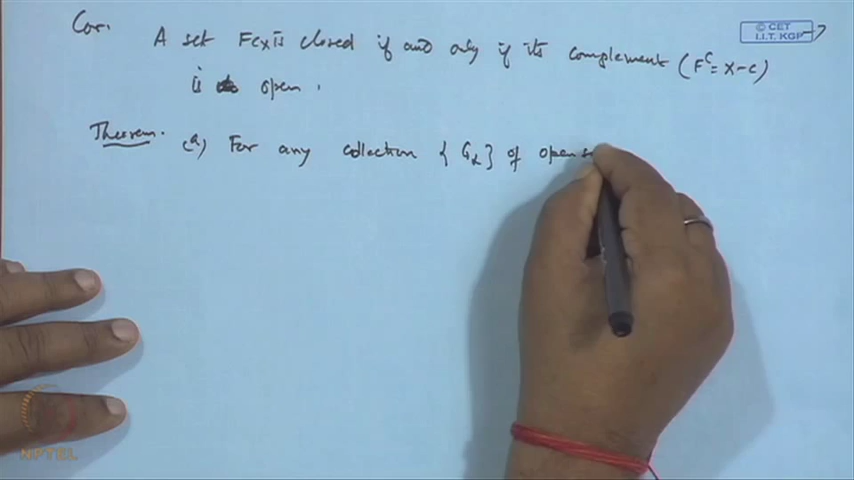 Cor.
A set F⊂X is closed if and only if its complement (F^c = X-c)
is open.
Theorem. (a) For any collection {G_α} of open s
© CET
I.I.T. KGP
NPTEL